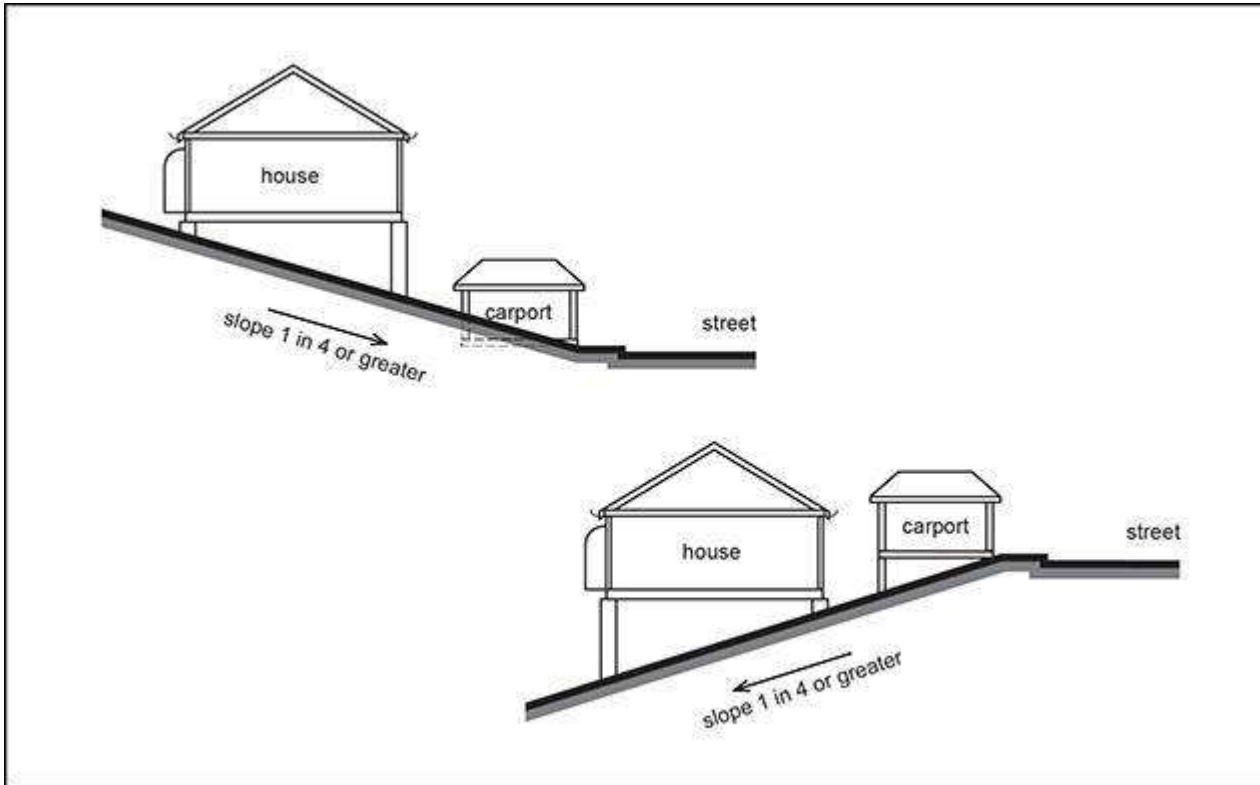 house
carport
street
slope 1 in 4 or greater
carport
street
house
slope 1 in 4 or greater